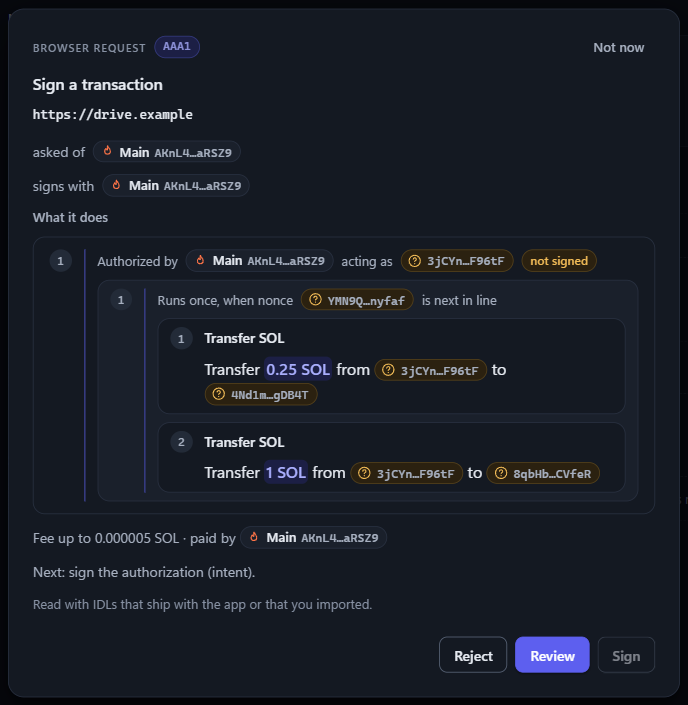 BROWSER REQUEST AAA1 Not now
Sign a transaction
https://drive.example
asked of Main AKnL4…aRSZ9
signs with Main AKnL4…aRSZ9
What it does
1 Authorized by Main AKnL4…aRSZ9 acting as 3jCYn…F96tF not signed
1 Runs once, when nonce YMN9Q…nyfaf is next in line
1 Transfer SOL
Transfer 0.25 SOL from 3jCYn…F96tF to
4Nd1m…gDB4T
2 Transfer SOL
Transfer 1 SOL from 3jCYn…F96tF to 8qbHb…CVfeR
Fee up to 0.000005 SOL · paid by Main AKnL4…aRSZ9
Next: sign the authorization (intent).
Read with IDLs that ship with the app or that you imported.
Reject Review Sign